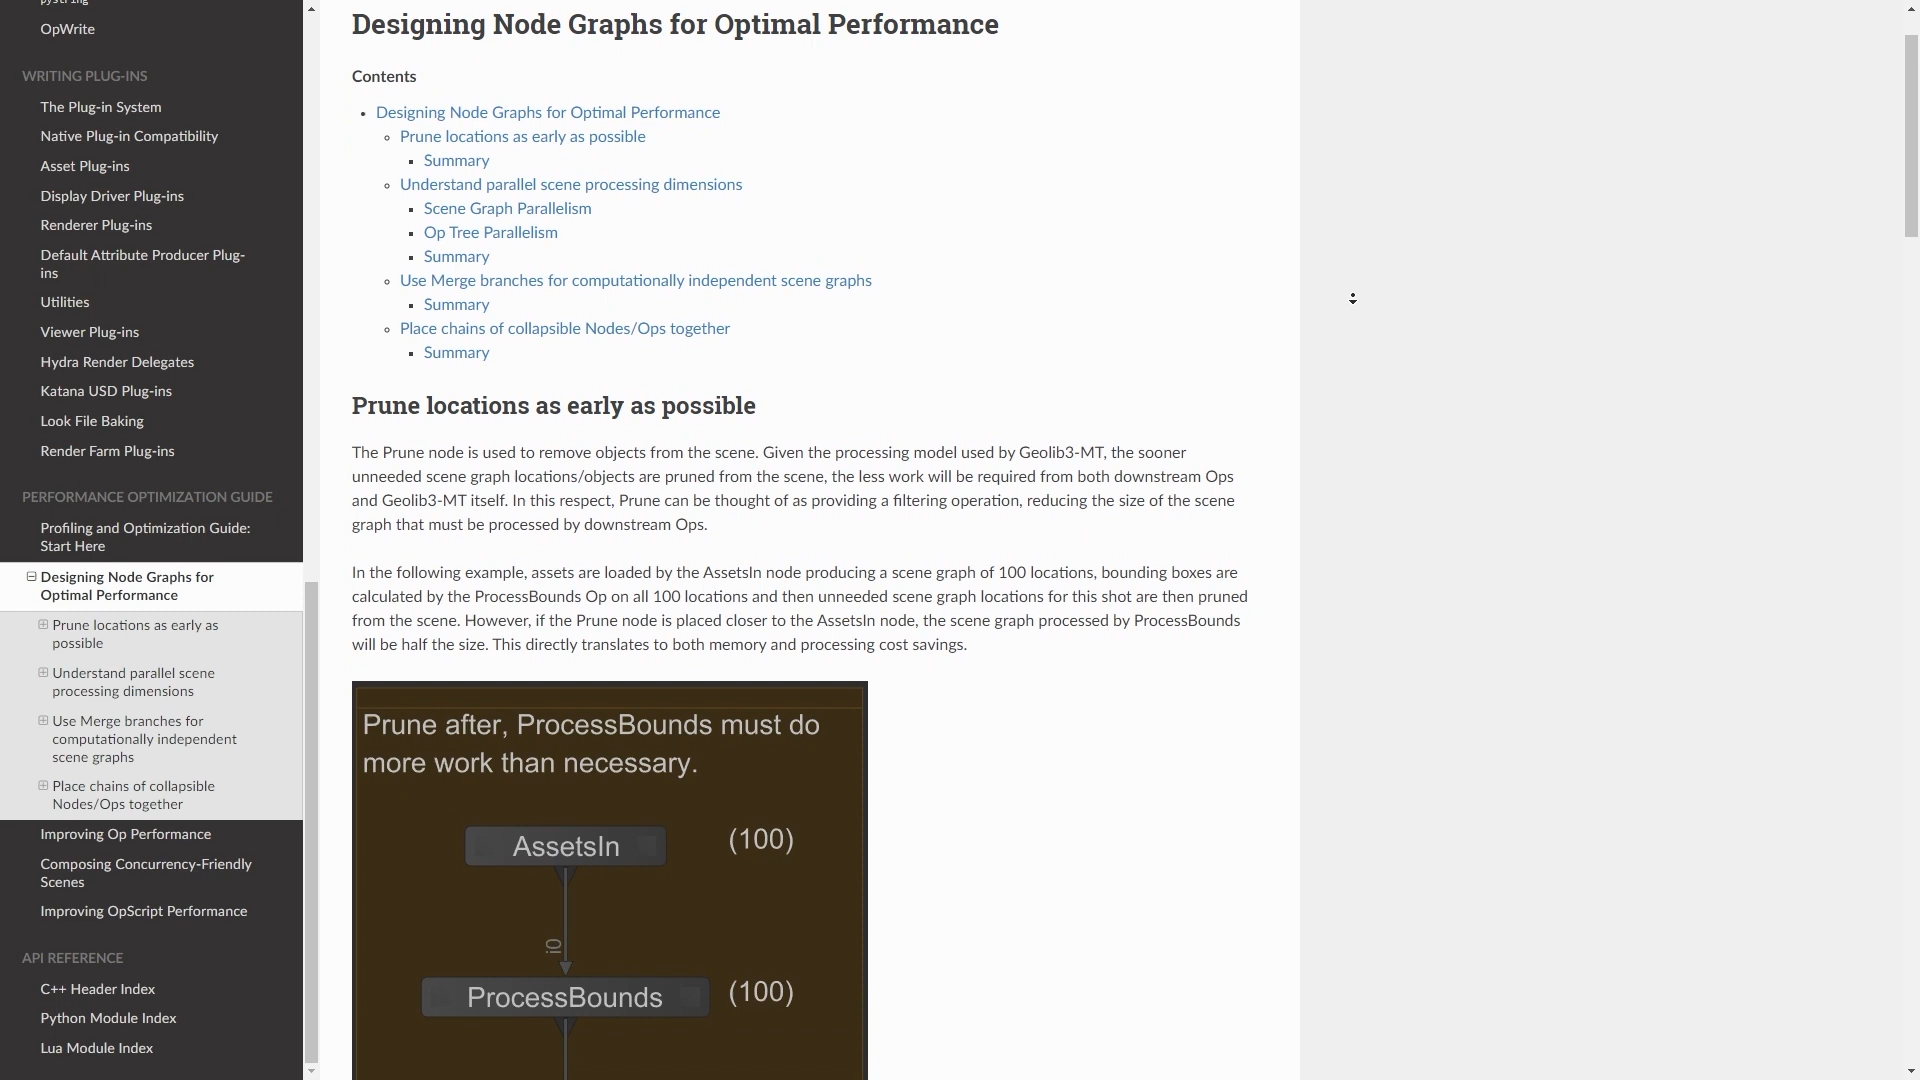 OpWrite
WRITING PLUG-INS
The Plug-in System
Native Plug-in Compatibility
Asset Plug-ins
Display Driver Plug-ins
Renderer Plug-ins
Default Attribute Producer Plug-
ins
Utilities
Viewer Plug-ins
Hydra Render Delegates
Katana USD Plug-ins
Look File Baking
Render Farm Plug-ins
PERFORMANCE OPTIMIZATION GUIDE
Profiling and Optimization Guide:
Start Here
Designing Node Graphs for
Optimal Performance
Prune locations as early as
possible
Understand parallel scene
processing dimensions
Use Merge branches for
computationally independent
scene graphs
Place chains of collapsible
Nodes/Ops together
Improving Op Performance
Composing Concurrency-Friendly
Scenes
Improving OpScript Performance
API REFERENCE
C++ Header Index
Python Module Index
Lua Module Index
Designing Node Graphs for Optimal Performance
Contents
Designing Node Graphs for Optimal Performance
Prune locations as early as possible
Summary
Understand parallel scene processing dimensions
Scene Graph Parallelism
Op Tree Parallelism
Summary
Use Merge branches for computationally independent scene graphs
Summary
Place chains of collapsible Nodes/Ops together
Summary
Prune locations as early as possible
The Prune node is used to remove objects from the scene. Given the processing model used by Geolib3-MT, the sooner
unneeded scene graph locations/objects are pruned from the scene, the less work will be required from both downstream Ops
and Geolib3-MT itself. In this respect, Prune can be thought of as providing a filtering operation, reducing the size of the scene
graph that must be processed by downstream Ops.
In the following example, assets are loaded by the AssetsIn node producing a scene graph of 100 locations, bounding boxes are
calculated by the ProcessBounds Op on all 100 locations and then unneeded scene graph locations for this shot are then pruned
from the scene. However, if the Prune node is placed closer to the AssetsIn node, the scene graph processed by ProcessBounds
will be half the size. This directly translates to both memory and processing cost savings.
Prune after, ProcessBounds must do
more work than necessary.
AssetsIn (100)
i0
ProcessBounds (100)